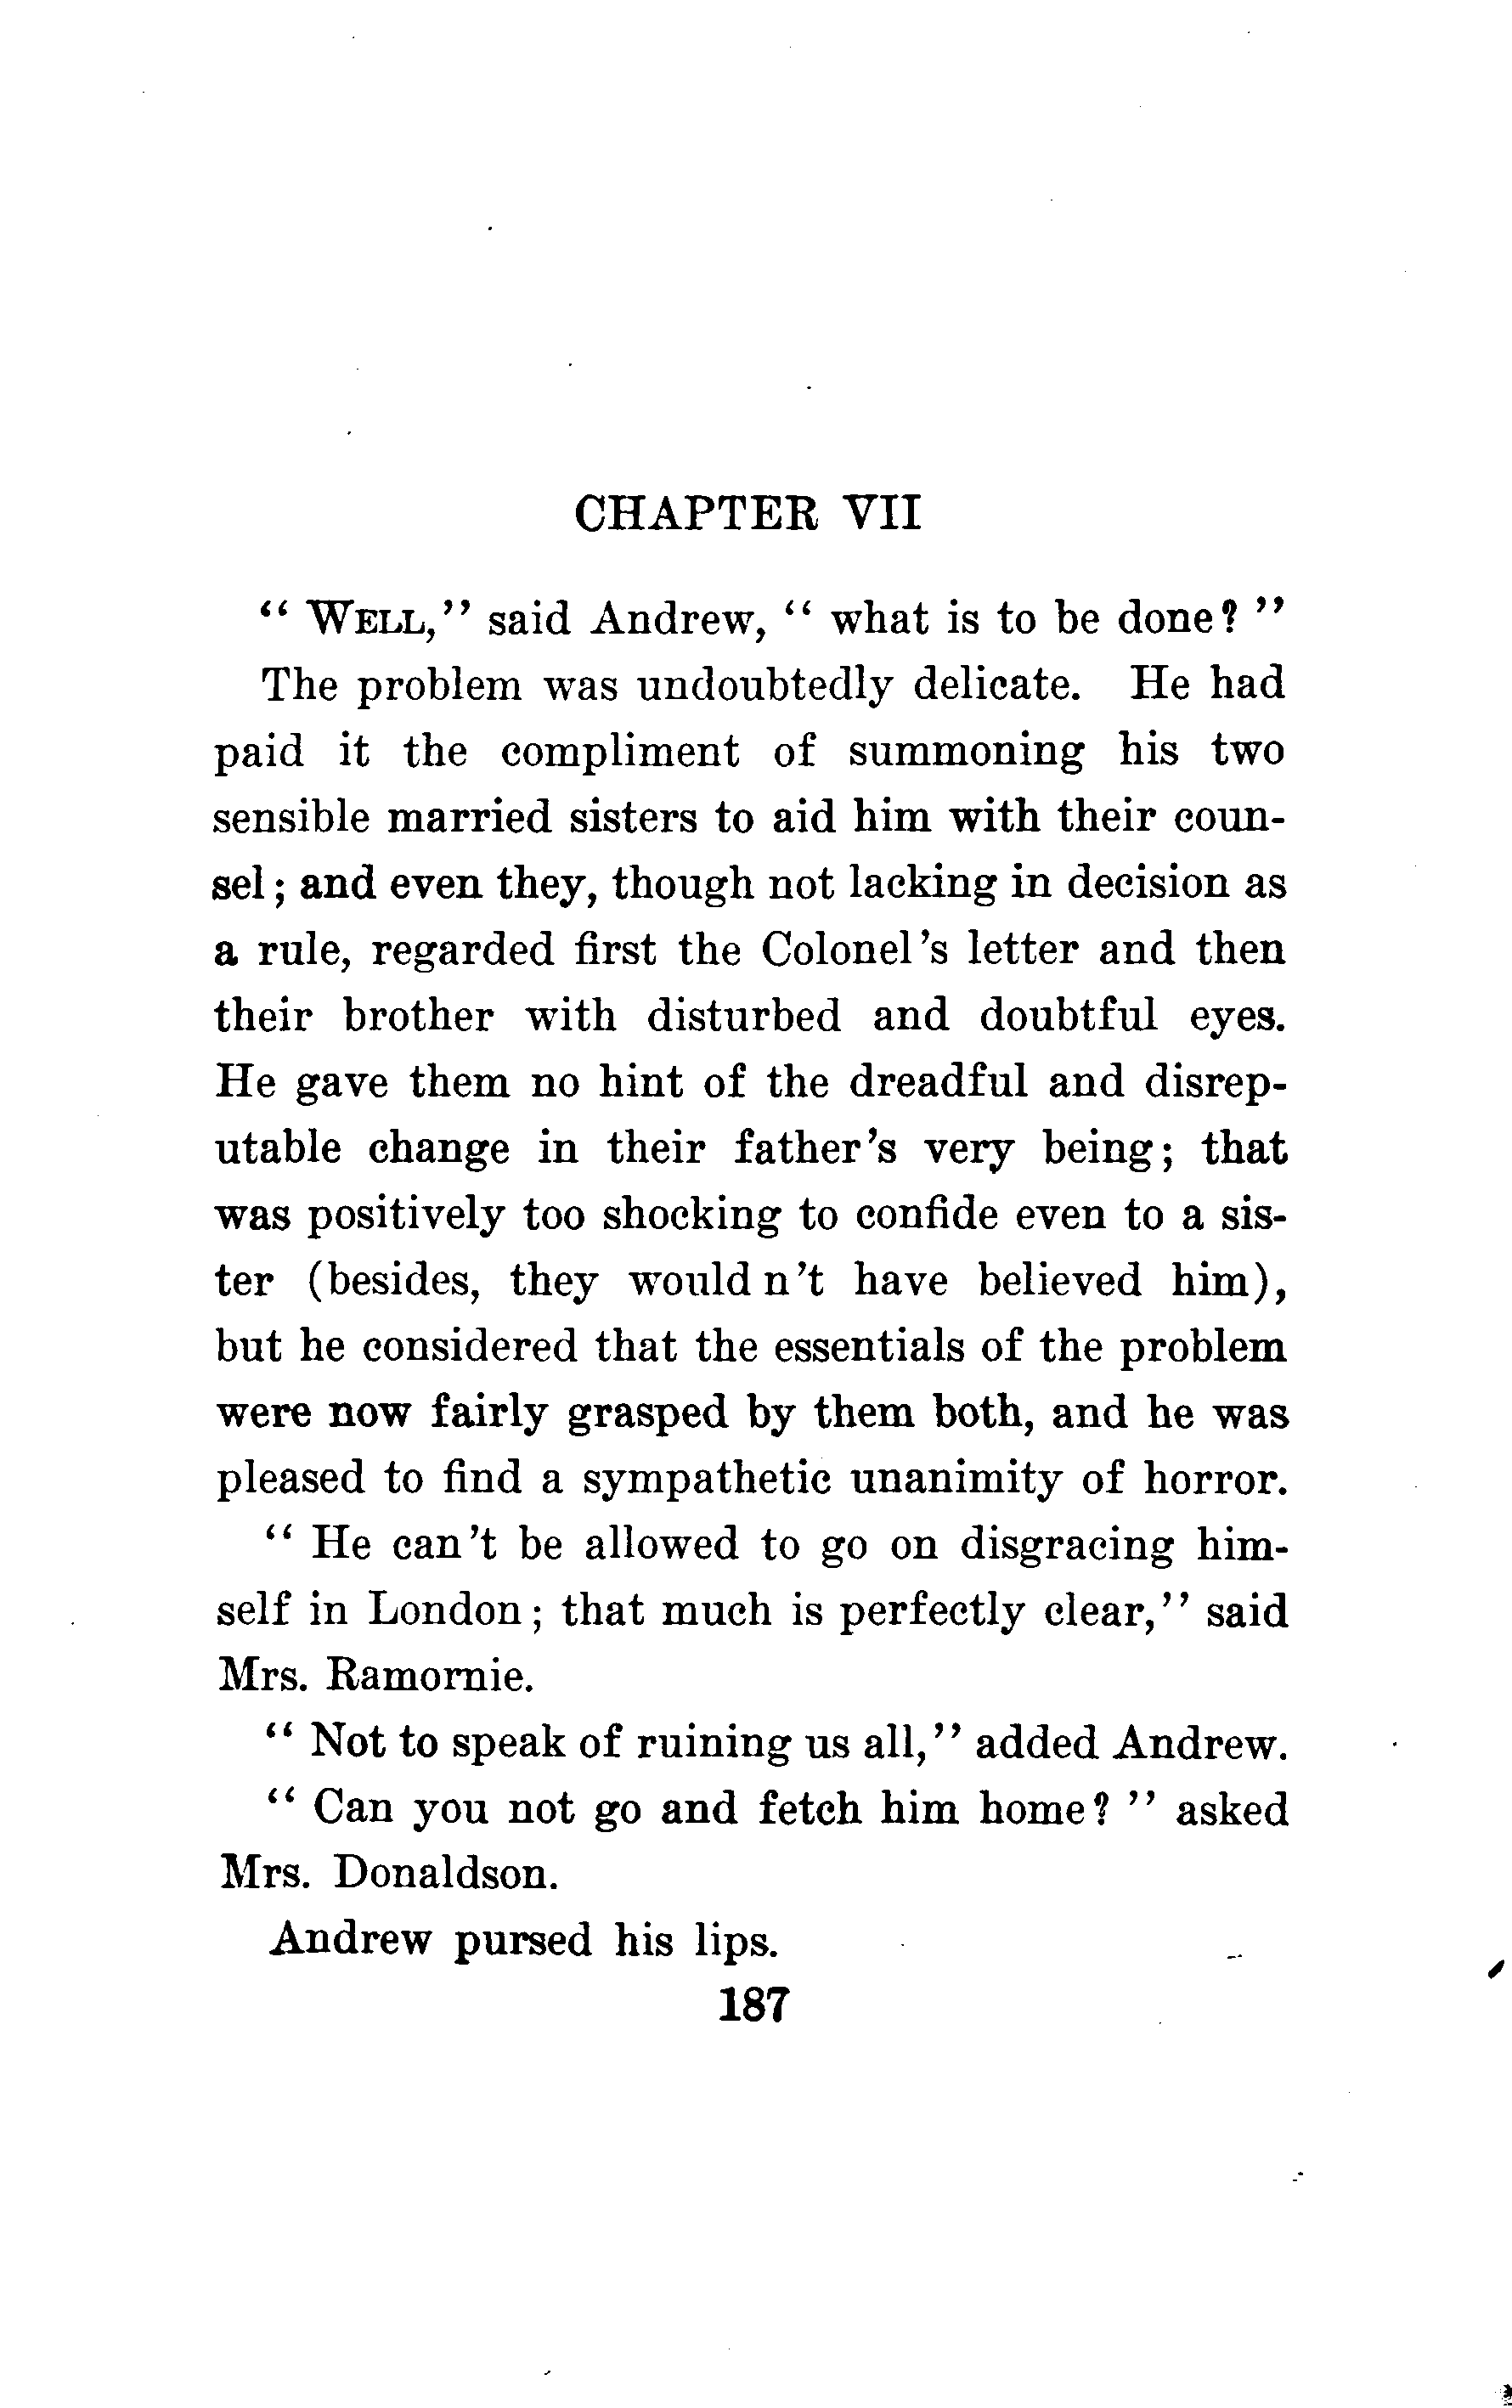 CHAPTER VII
“ WELL,” said Andrew, “ what is to be done? ”
The problem was undoubtedly delicate. He had
paid it the compliment of summoning his two
sensible married sisters to aid him with their coun-
sel; and even they, though not lacking in decision as
a rule, regarded first the Colonel's letter and then
their brother with disturbed and doubtful eyes.
He gave them no hint of the dreadful and disrep-
utable change in their father's very being; that
was positively too shocking to confide even to a sis-
ter (besides, they would n't have believed him),
but he considered that the essentials of the problem
were now fairly grasped by them both, and he was
pleased to find a sympathetic unanimity of horror.
“ He can't be allowed to go on disgracing him-
self in London; that much is perfectly clear,” said
Mrs. Ramornie.
“ Not to speak of ruining us all,” added Andrew.
“ Can you not go and fetch him home? ” asked
Mrs. Donaldson.
Andrew pursed his lips.
187